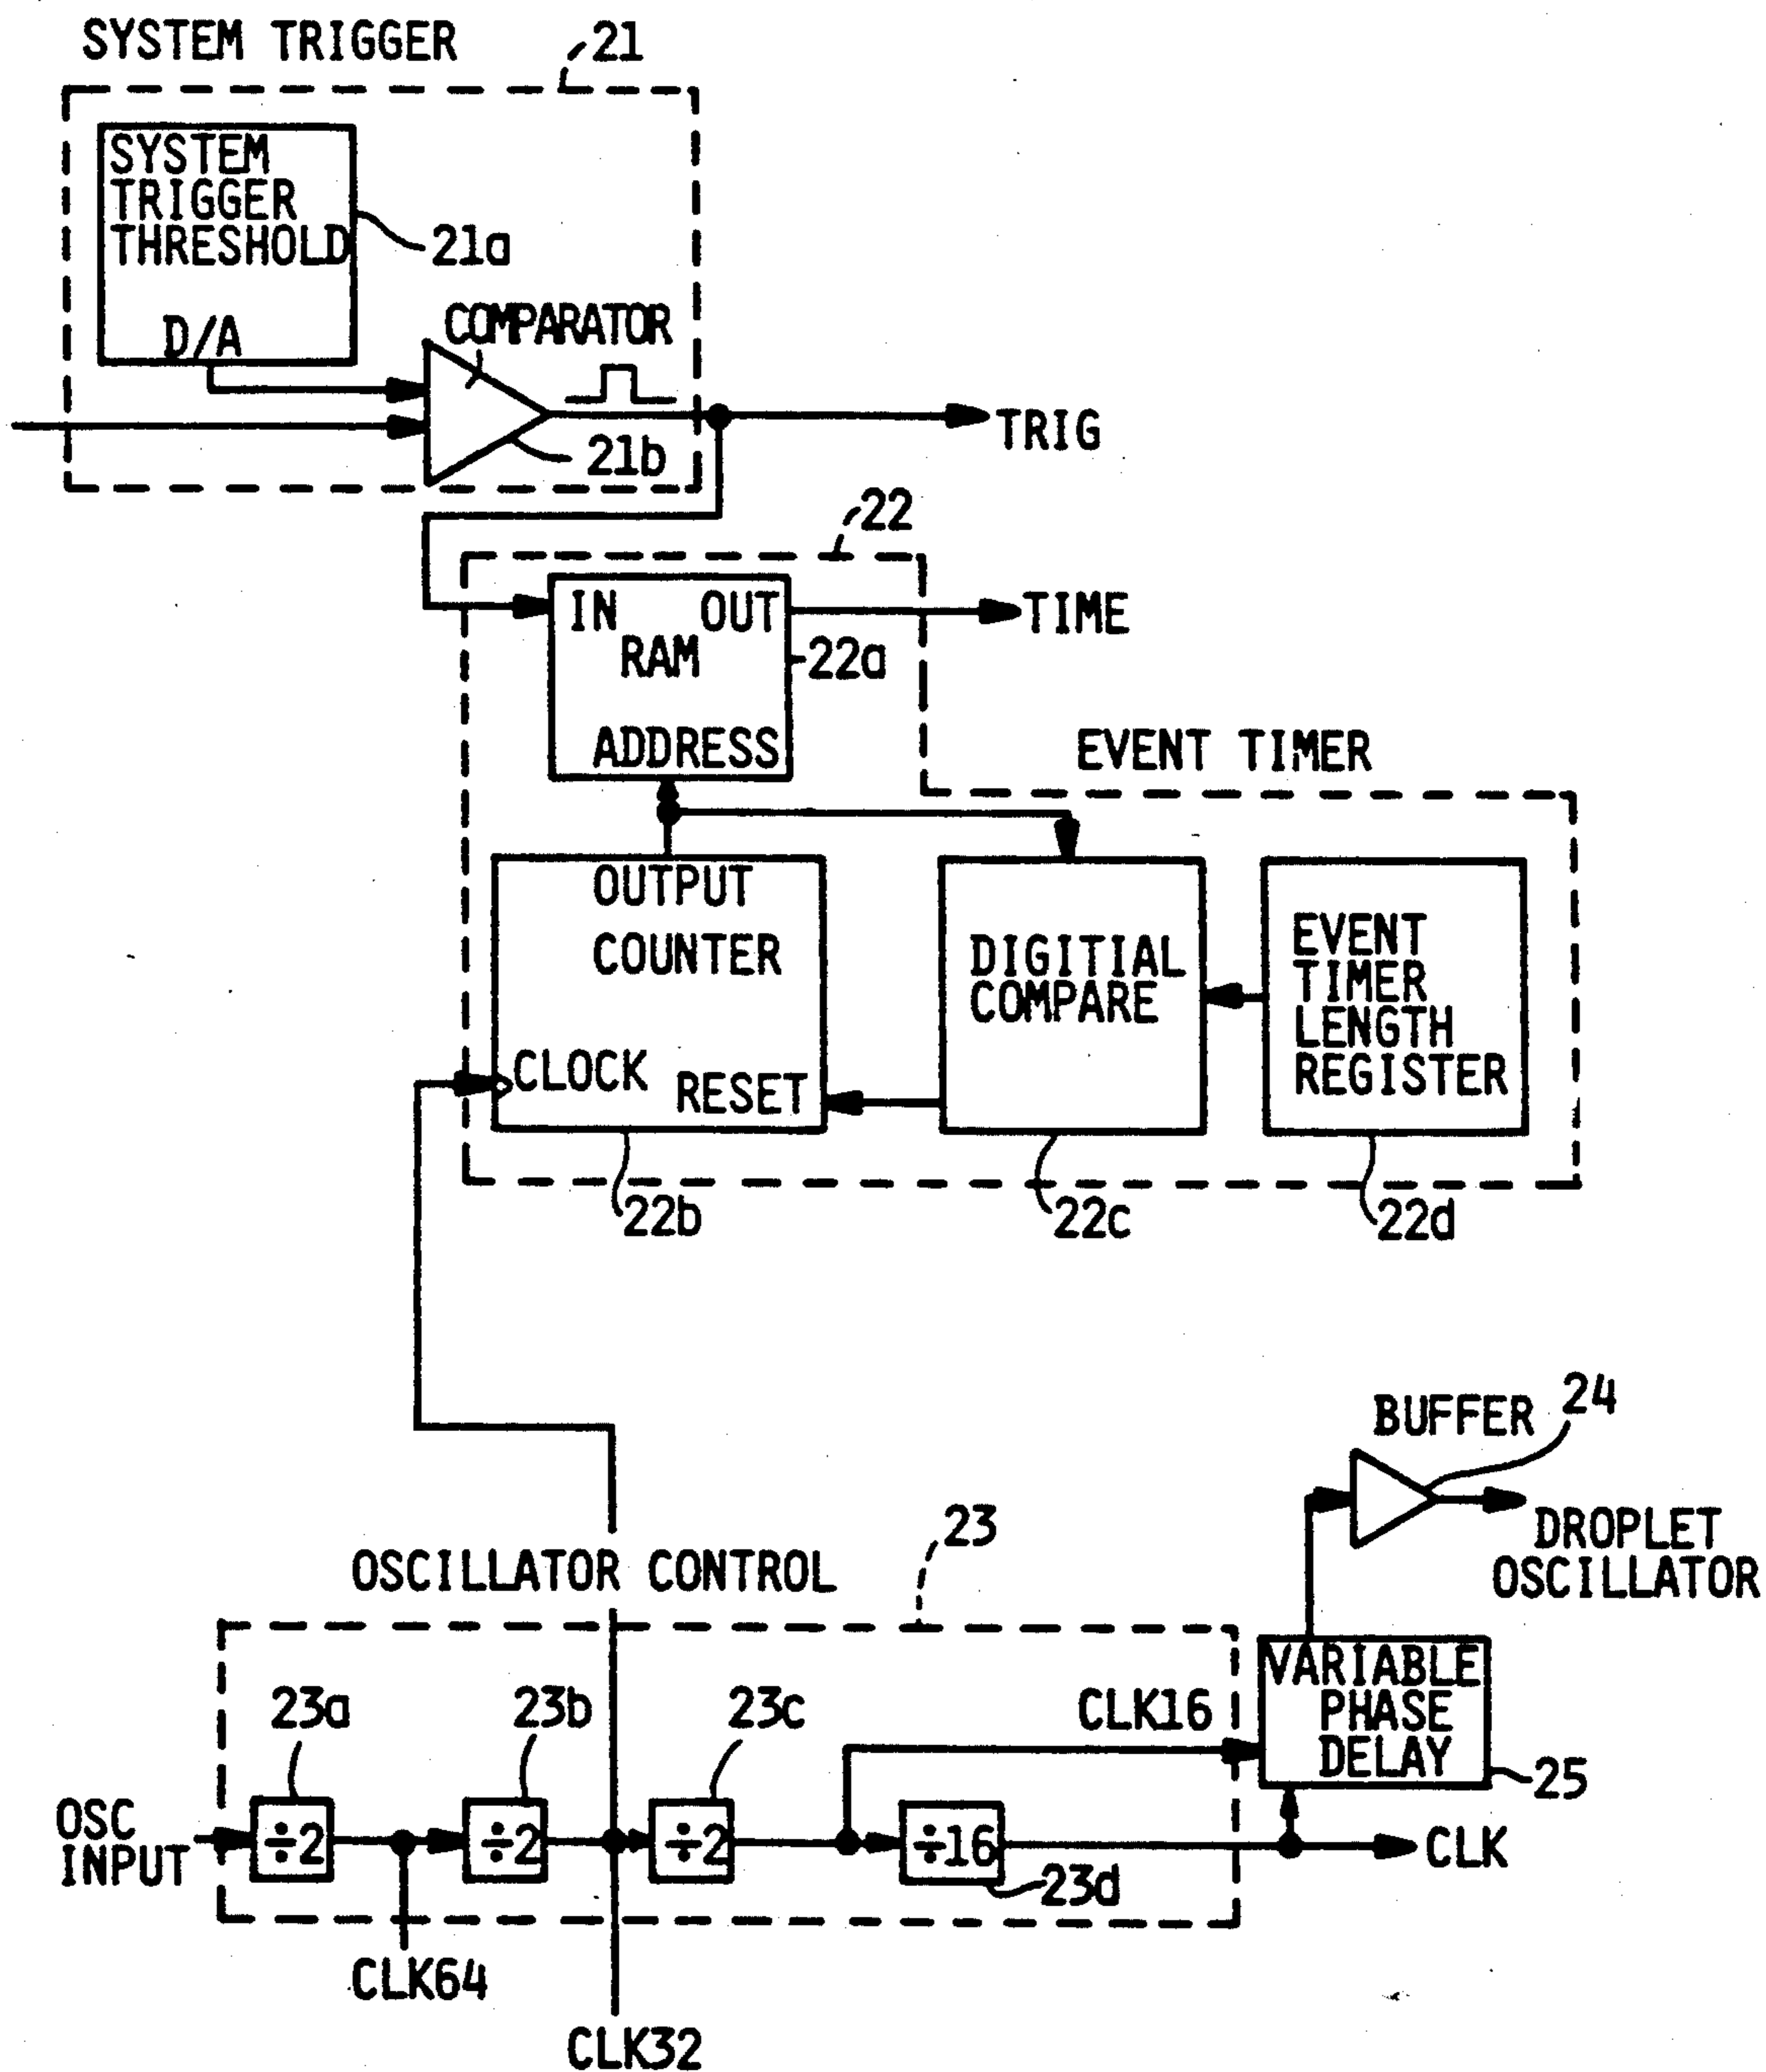 SYSTEM TRIGGER
21
SYSTEM
TRIGGER
THRESHOLD
21a
D/A
COMPARATOR
21b
TRIG
22
IN OUT
RAM
22a
ADDRESS
TIME
EVENT TIMER
OUTPUT
COUNTER
CLOCK
RESET
22b
DIGITIAL
COMPARE
22c
EVENT
TIMER
LENGTH
REGISTER
22d
BUFFER
24
DROPLET
OSCILLATOR
OSCILLATOR CONTROL
23
VARIABLE
PHASE
DELAY
25
CLK16
23a
23b
23c
OSC
INPUT
÷2
÷2
÷2
÷16
23d
CLK
CLK64
CLK32